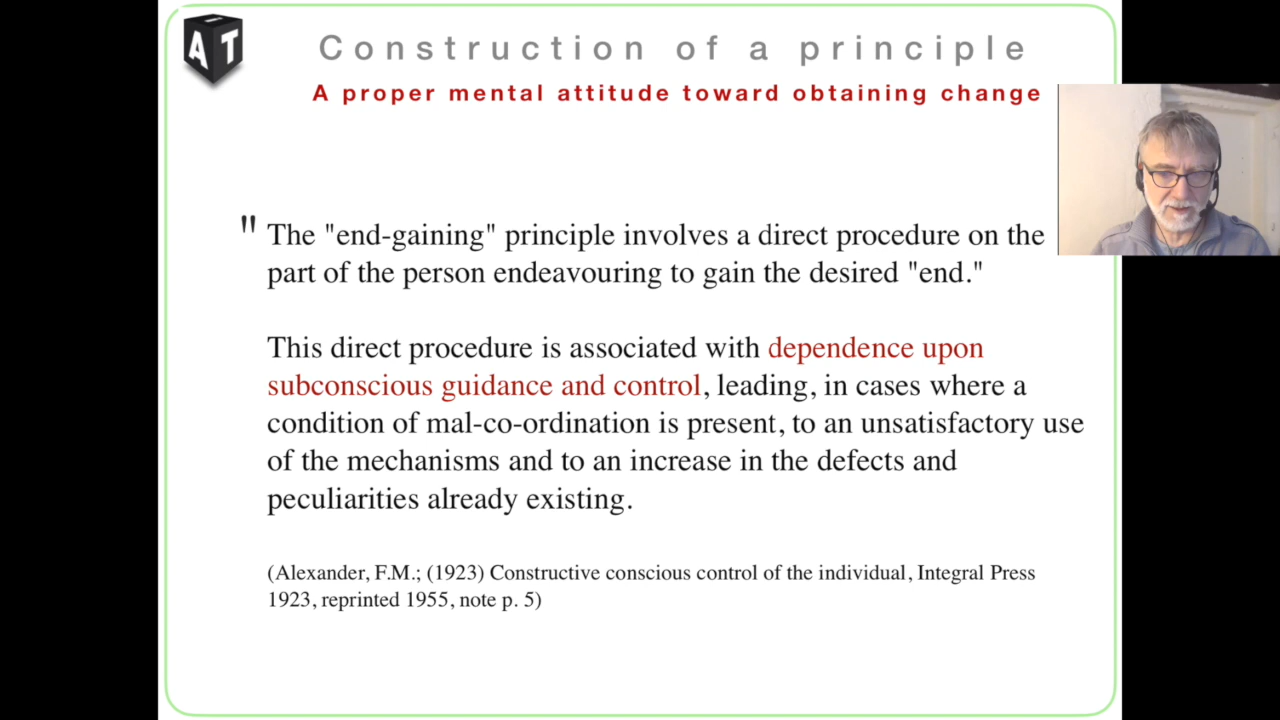 AT
Construction of a principle
A proper mental attitude toward obtaining change
" The "end-gaining" principle involves a direct procedure on the
part of the person endeavouring to gain the desired "end."
This direct procedure is associated with dependence upon
subconscious guidance and control, leading, in cases where a
condition of mal-co-ordination is present, to an unsatisfactory use
of the mechanisms and to an increase in the defects and
peculiarities already existing.
(Alexander, F.M.; (1923) Constructive conscious control of the individual, Integral Press
1923, reprinted 1955, note p. 5)